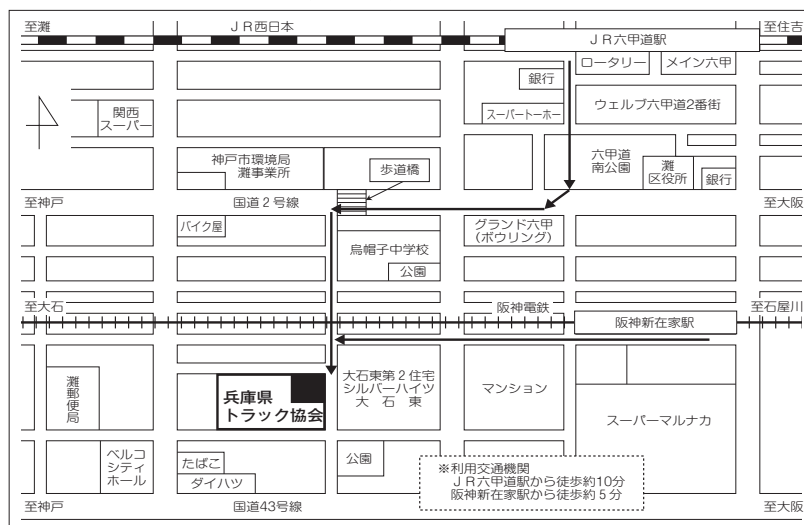 至灘
ＪＲ西日本
至住吉
ＪＲ六甲道駅
ロータリー
メイン六甲
銀行
関西
スーパー
スーパートーホー
ウェルブ六甲道2番街
神戸市環境局
灘事業所
歩道橋
六甲道
南公園
灘
区役所
銀行
至神戸
国道２号線
至大阪
バイク屋
烏帽子中学校
グランド六甲
(ボウリング)
公園
至大石
阪神電鉄
至石屋川
阪神新在家駅
灘郵便局
兵庫県
トラック協会
大石東第２住宅
シルバーハイツ
大　石　東
マンション
スーパーマルナカ
ベルコ
シティ
ホール
たばこ
ダイハツ
公園
※利用交通機関
ＪＲ六甲道駅から徒歩約10分
阪神新在家駅から徒歩約５分
至神戸
国道43号線
至大阪